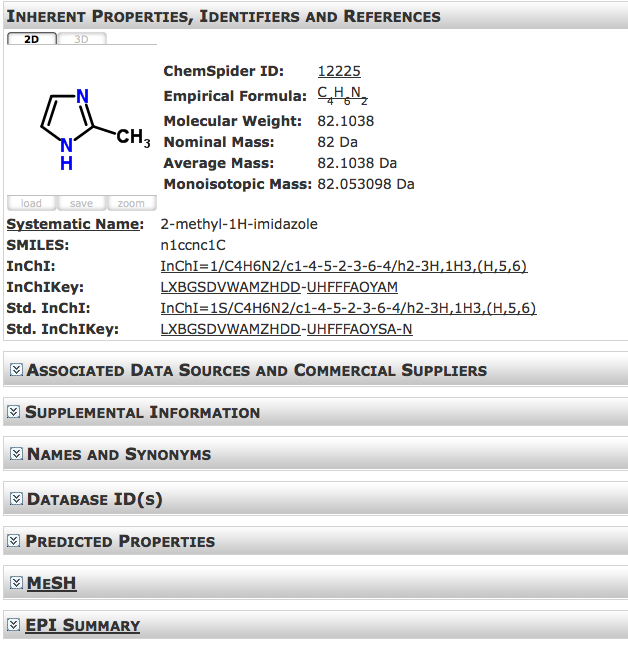 INHERENT PROPERTIES, IDENTIFIERS AND REFERENCES
2D 3D
N
CH3
N
H
ChemSpider ID: 12225
Empirical Formula: C4H6N2
Molecular Weight: 82.1038
Nominal Mass: 82 Da
Average Mass: 82.1038 Da
Monoisotopic Mass: 82.053098 Da
load save zoom
Systematic Name: 2-methyl-1H-imidazole
SMILES: n1ccnc1C
InChI: InChI=1/C4H6N2/c1-4-5-2-3-6-4/h2-3H,1H3,(H,5,6)
InChIKey: LXBGSDVWAMZHDD-UHFFFAOYAM
Std. InChI: InChI=1S/C4H6N2/c1-4-5-2-3-6-4/h2-3H,1H3,(H,5,6)
Std. InChIKey: LXBGSDVWAMZHDD-UHFFFAOYSA-N
ASSOCIATED DATA SOURCES AND COMMERCIAL SUPPLIERS
SUPPLEMENTAL INFORMATION
NAMES AND SYNONYMS
DATABASE ID(S)
PREDICTED PROPERTIES
MESH
EPI SUMMARY